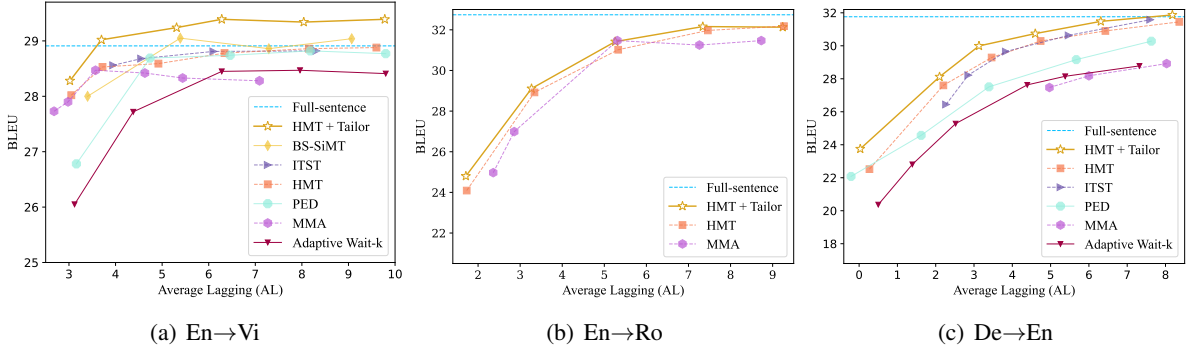 BLEU
30
29
28
27
26
25
3 4 5 6 7 8 9 10
Average Lagging (AL)
Full-sentence
HMT + Tailor
BS-SiMT
ITST
HMT
PED
MMA
Adaptive Wait-k
(a) En→Vi
BLEU
32
30
28
26
24
22
2 3 4 5 6 7 8 9
Average Lagging (AL)
Full-sentence
HMT + Tailor
HMT
MMA
(b) En→Ro
BLEU
32
30
28
26
24
22
20
18
0 1 2 3 4 5 6 7 8
Average Lagging (AL)
Full-sentence
HMT + Tailor
HMT
ITST
PED
MMA
Adaptive Wait-k
(c) De→En